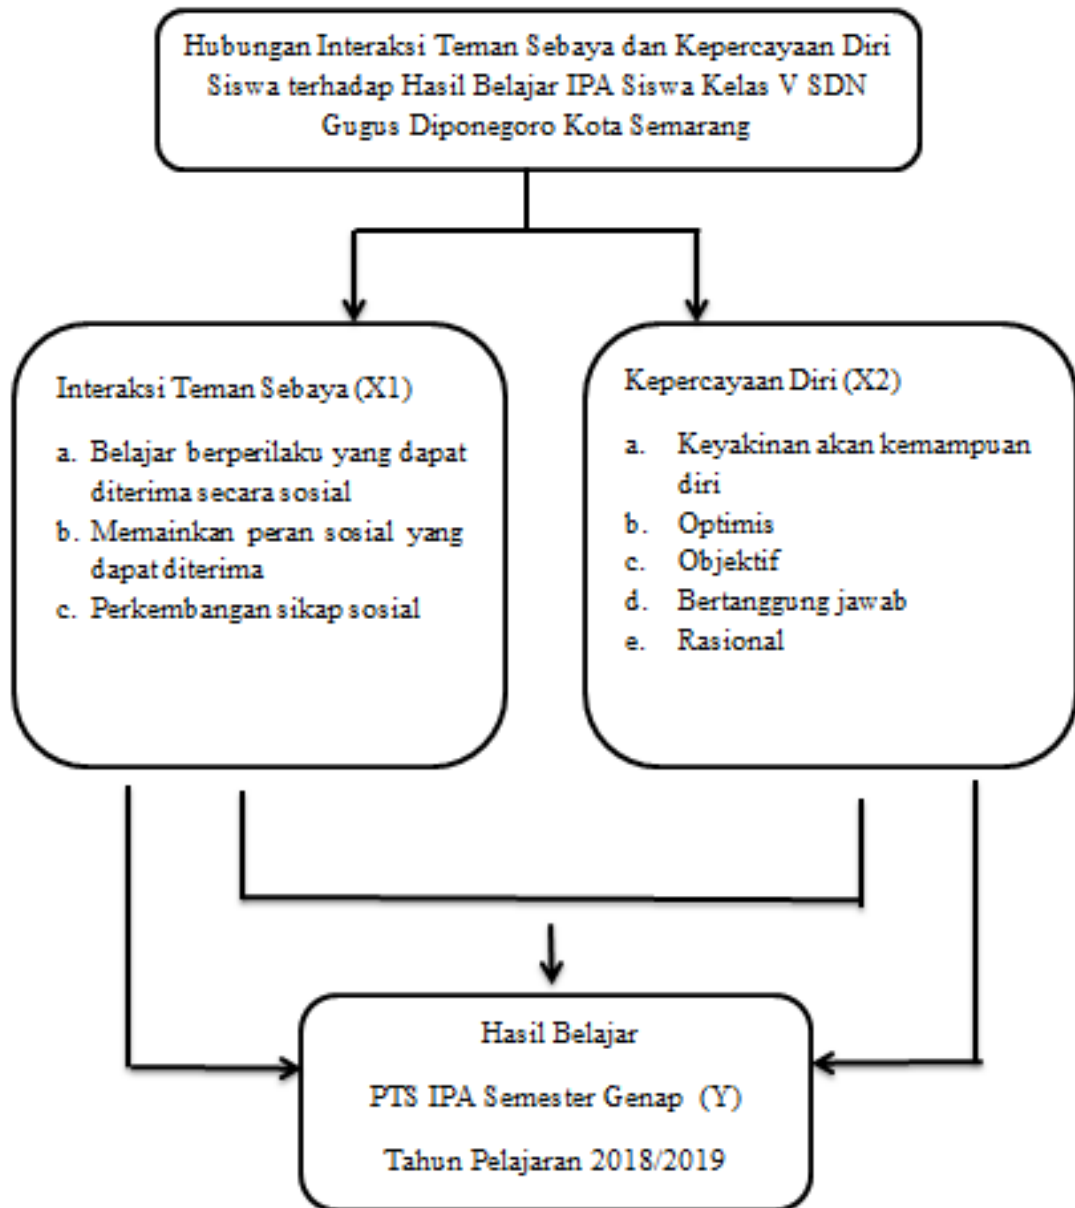 Hubungan Interaksi Teman Sebaya dan Kepercayaan Diri
Siswa terhadap Hasil Belajar IPA Siswa Kelas V SDN
Gugus Diponegoro Kota Semarang
Interaksi Teman Sebaya (X1)
a. Belajar berperilaku yang dapat
diterima secara sosial
b. Memainkan peran sosial yang
dapat diterima
c. Perkembangan sikap sosial
Kepercayaan Diri (X2)
a. Keyakinan akan kemampuan
diri
b. Optimis
c. Objektif
d. Bertanggung jawab
e. Rasional
Hasil Belajar
PTS IPA Semester Genap (Y)
Tahun Pelajaran 2018/2019